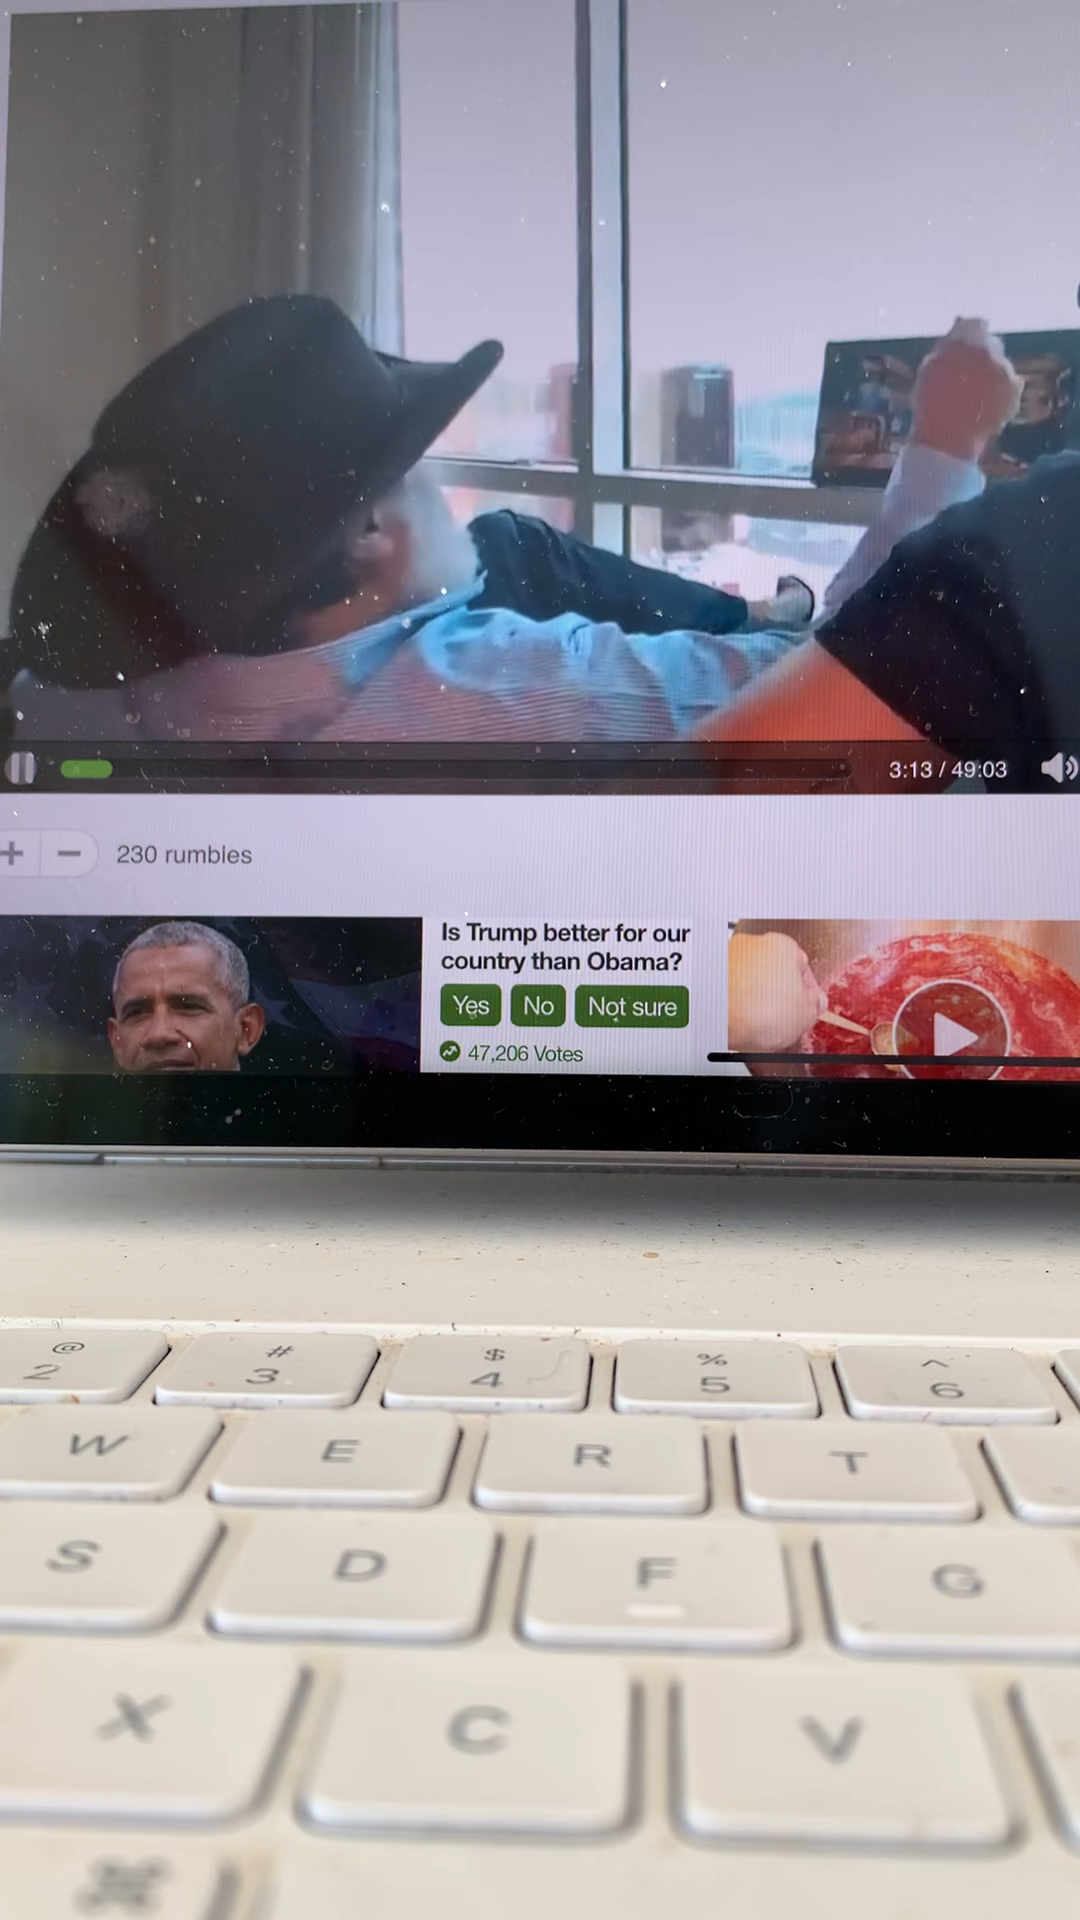 3:13 / 49:03
+ − 230 rumbles
Is Trump better for our
country than Obama?
Yes No Not sure
47,206 Votes
@ # $ % ^
2 3 4 5 6
W E R T
S D F G
X C V
⌘